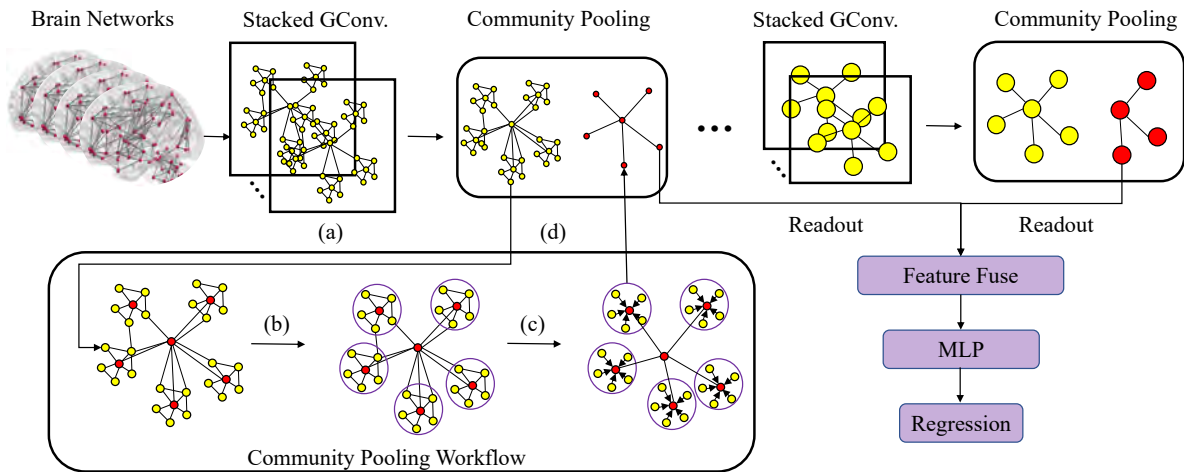 Brain Networks
Stacked GConv.
Community Pooling
Stacked GConv.
Community Pooling
(a)
(d)
Readout
Readout
Feature Fuse
(b)
(c)
MLP
Regression
Community Pooling Workflow